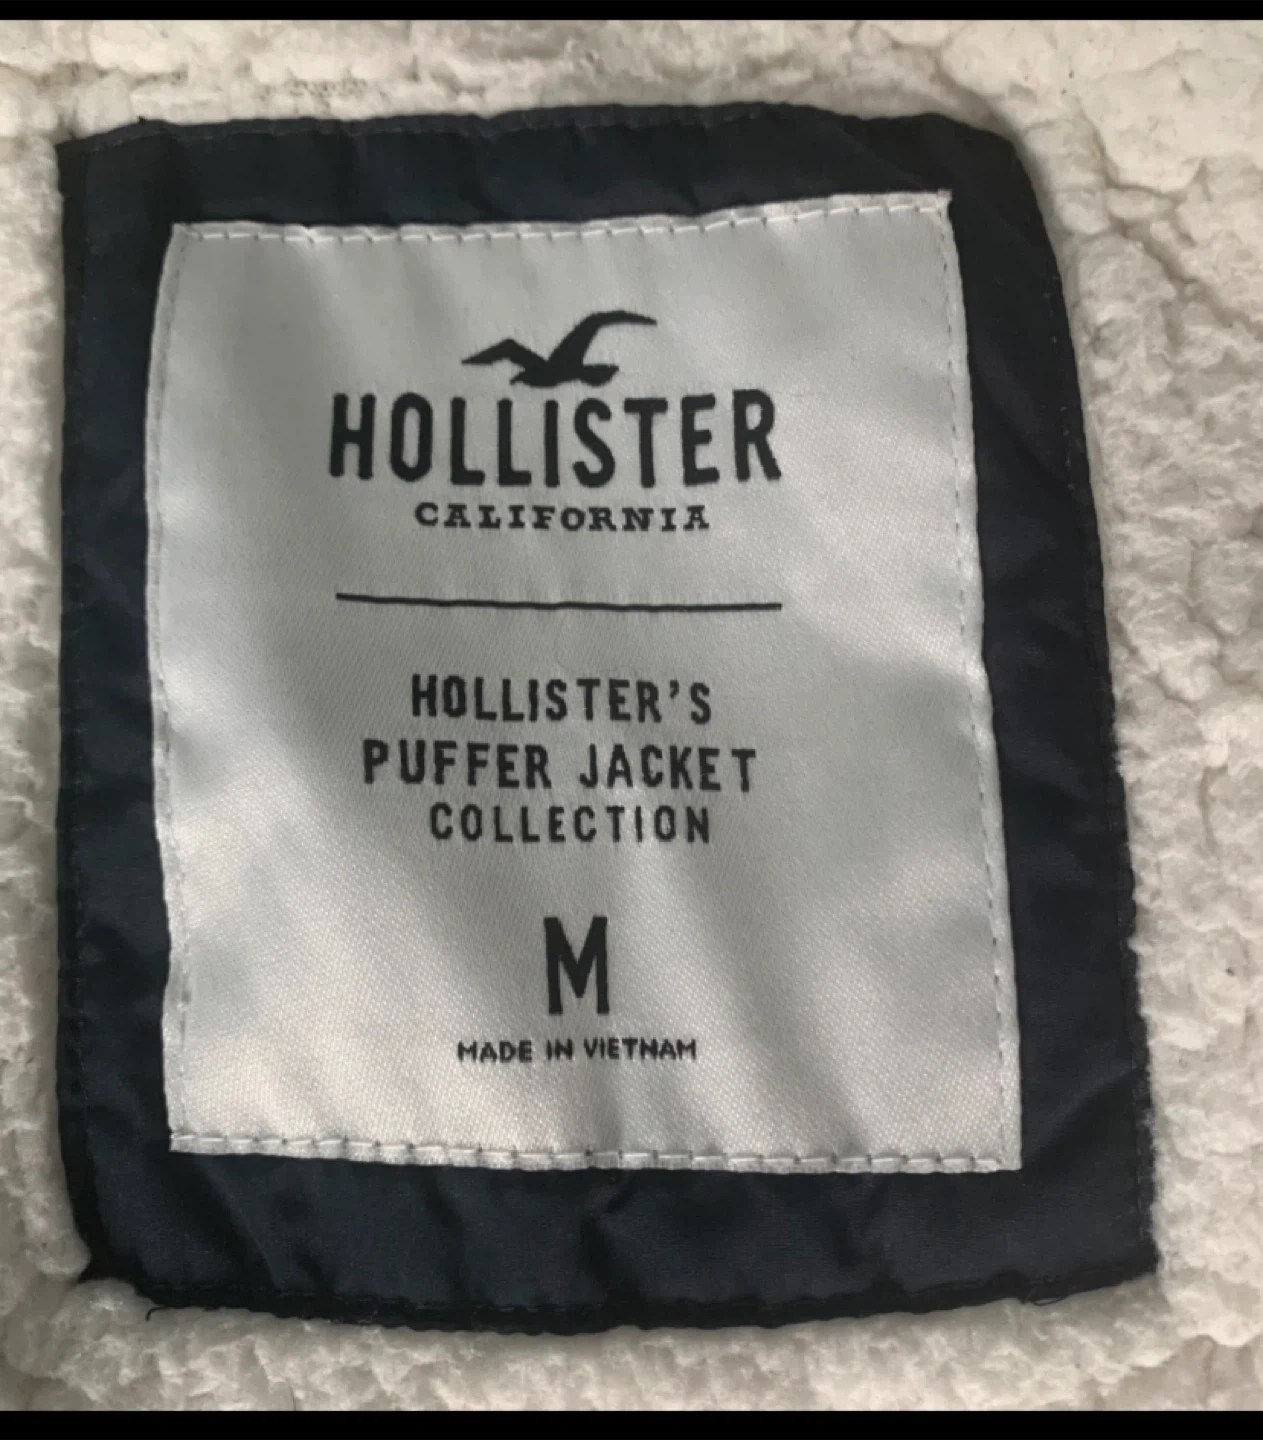 HOLLISTER
CALIFORNIA
HOLLISTER'S
PUFFER JACKET
COLLECTION
M
MADE IN VIETNAM